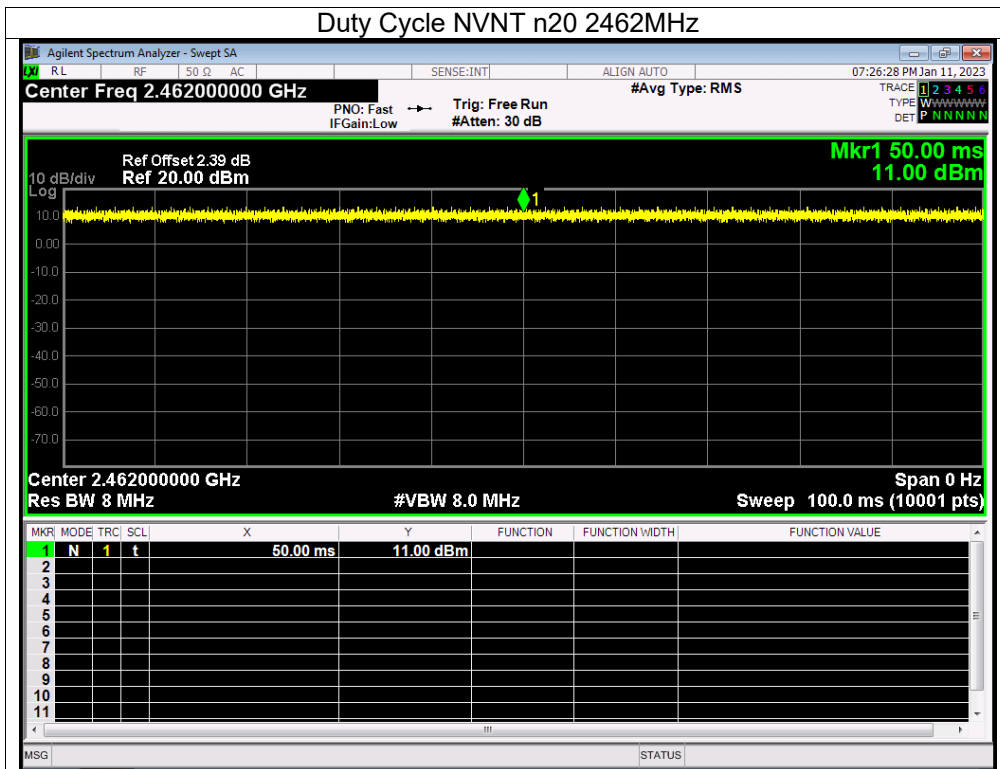 Duty Cycle NVNT n20 2462MHz
Agilent Spectrum Analyzer - Swept SA
LXI RL RF 50 Ω AC SENSE:INT ALIGN AUTO 07:26:28 PM Jan 11, 2023
Center Freq 2.462000000 GHz #Avg Type: RMS TRACE 1 2 3 4 5 6
PNO: Fast Trig: Free Run TYPE WWWWWW
IFGain:Low #Atten: 30 dB DET P N N N N N
Mkr1 50.00 ms
11.00 dBm
Ref Offset 2.39 dB
10 dB/div Ref 20.00 dBm
Log
1
10.0
0.00
-10.0
-20.0
-30.0
-40.0
-50.0
-60.0
-70.0
Center 2.462000000 GHz Span 0 Hz
Res BW 8 MHz #VBW 8.0 MHz Sweep 100.0 ms (10001 pts)
MKR MODE TRC SCL X Y FUNCTION FUNCTION WIDTH FUNCTION VALUE
1 N 1 t 50.00 ms 11.00 dBm
2
3
4
5
6
7
8
9
10
11
MSG STATUS